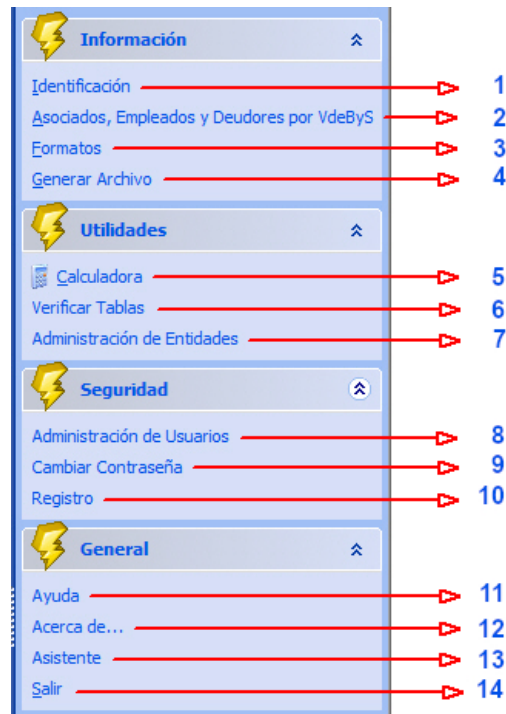 Información
Identificación 1
Asociados, Empleados y Deudores por VdeByS 2
Formatos 3
Generar Archivo 4
Utilidades
Calculadora 5
Verificar Tablas 6
Administración de Entidades 7
Seguridad
Administración de Usuarios 8
Cambiar Contraseña 9
Registro 10
General
Ayuda 11
Acerca de... 12
Asistente 13
Salir 14